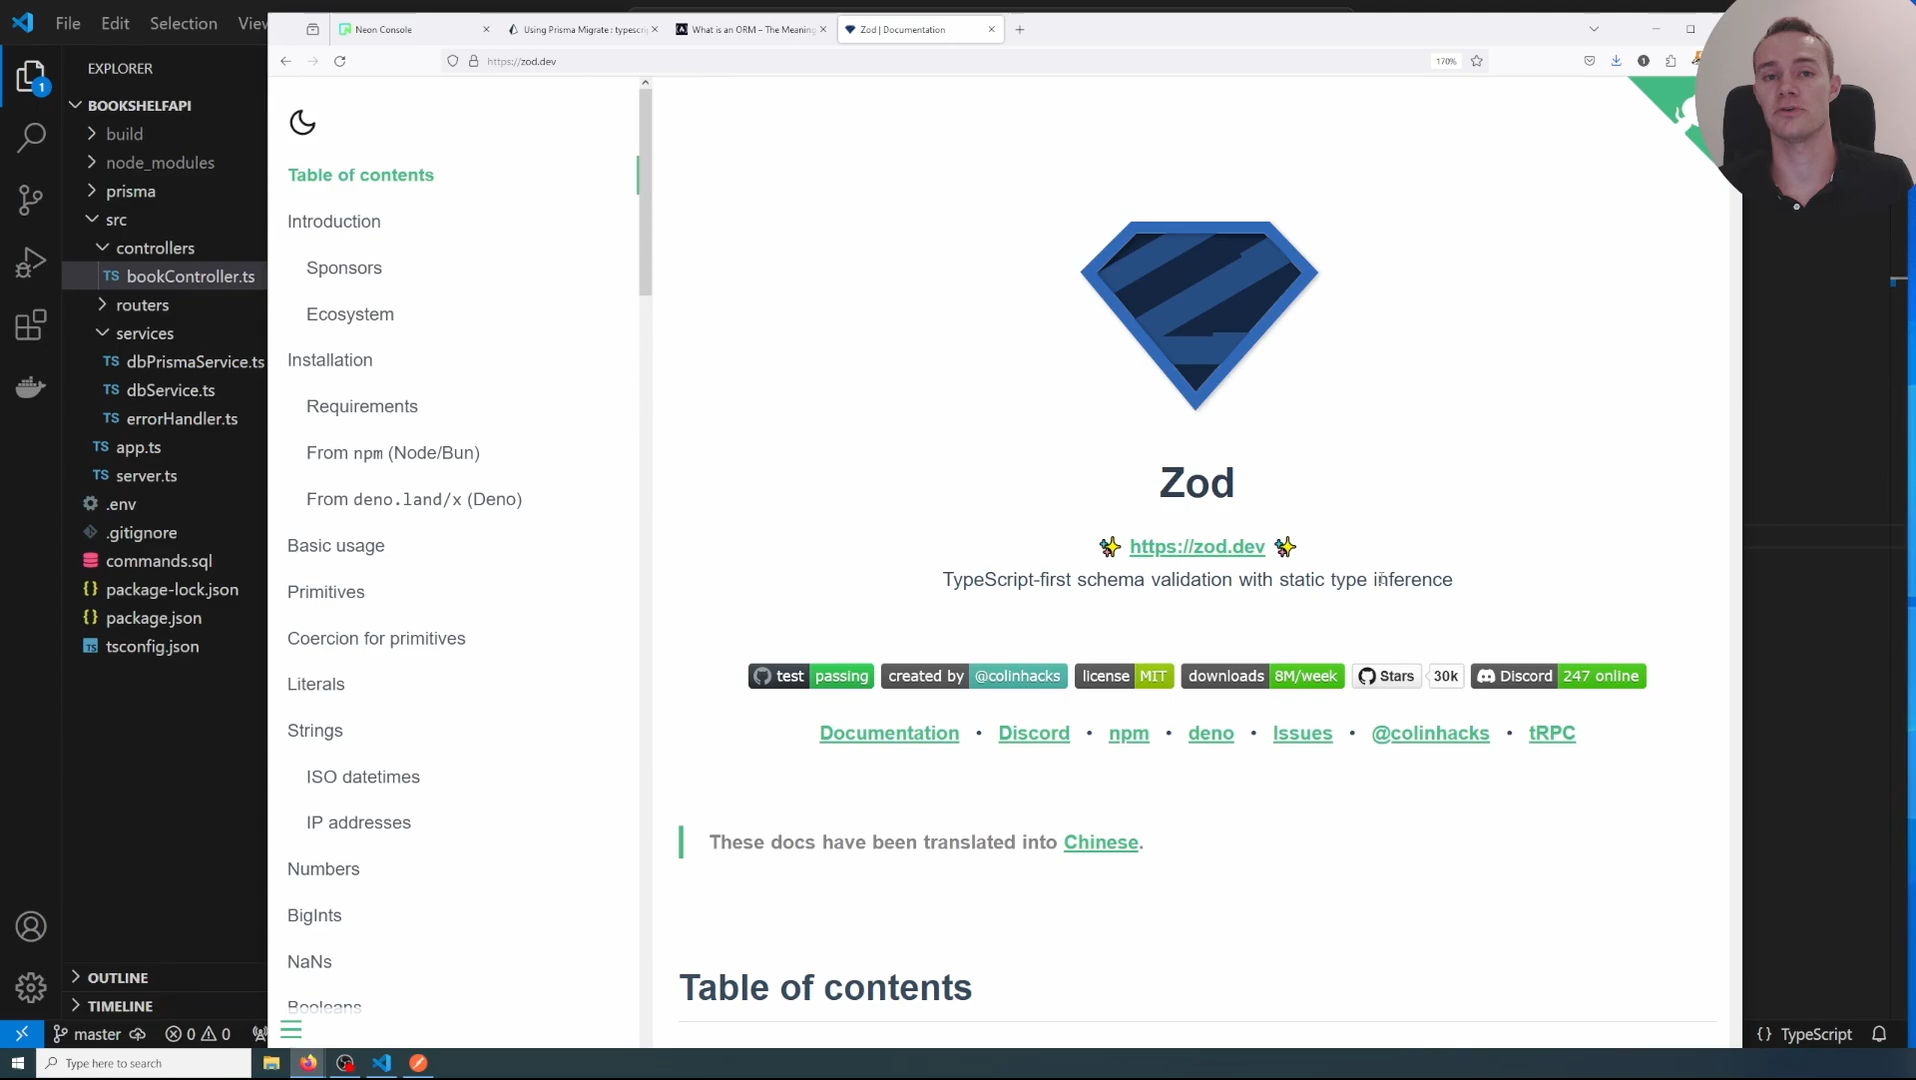 File Edit Selection View
EXPLORER
BOOKSHELFAPI
build
node_modules
prisma
src
controllers
TS bookController.ts
routers
services
TS dbPrismaService.ts
TS dbService.ts
TS errorHandler.ts
TS app.ts
TS server.ts
.env
.gitignore
commands.sql
{} package-lock.json
{} package.json
TS tsconfig.json
OUTLINE
TIMELINE
master 0 0
1
Neon Console
Using Prisma Migrate : typescri
What is an ORM – The Meaning
Zod | Documentation
https://zod.dev
170%
Table of contents
Introduction
Sponsors
Ecosystem
Installation
Requirements
From npm (Node/Bun)
From deno.land/x (Deno)
Basic usage
Primitives
Coercion for primitives
Literals
Strings
ISO datetimes
IP addresses
Numbers
BigInts
NaNs
Booleans
Zod
https://zod.dev
TypeScript-first schema validation with static type inference
test passing created by @colinhacks license MIT downloads 8M/week Stars 30k Discord 247 online
Documentation • Discord • npm • deno • Issues • @colinhacks • tRPC
These docs have been translated into Chinese.
Table of contents
{} TypeScript
Type here to search